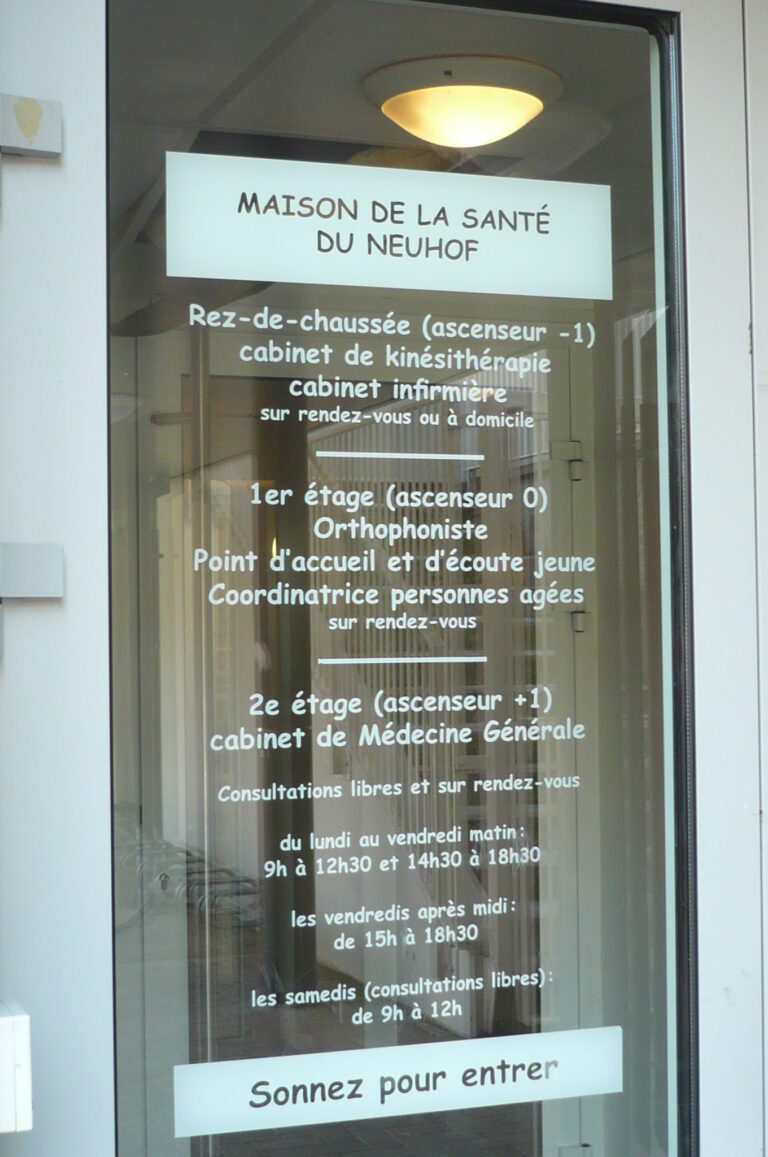 MAISON DE LA SANTÉ
DU NEUHOF
Rez-de-chaussée (ascenseur -1)
cabinet de kinésithérapie
cabinet infirmière
sur rendez-vous ou à domicile
1er étage (ascenseur 0)
Orthophoniste
Point d'accueil et d'écoute jeune
Coordinatrice personnes agées
sur rendez-vous
2e étage (ascenseur +1)
cabinet de Médecine Générale
Consultations libres et sur rendez-vous
du lundi au vendredi matin:
9h à 12h30 et 14h30 à 18h30
les vendredis après midi:
de 15h à 18h30
les samedis (consultations libres):
de 9h à 12h
Sonnez pour entrer